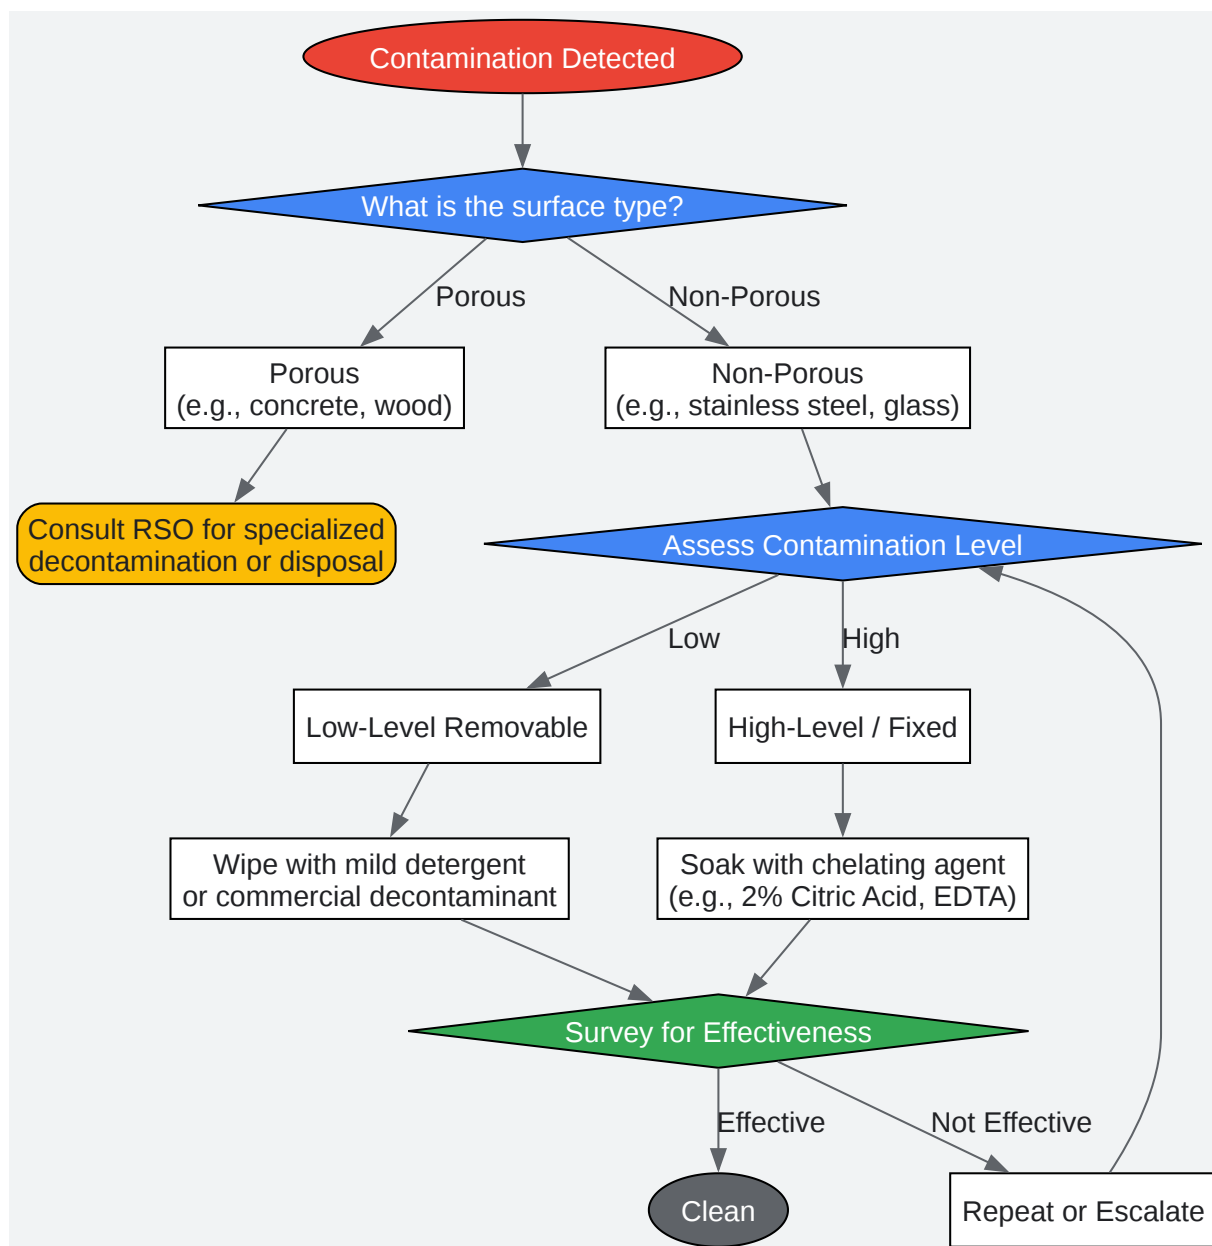 Contamination Detected
What is the surface type?
Porous
Non-Porous
Porous
(e.g., concrete, wood)
Non-Porous
(e.g., stainless steel, glass)
Consult RSO for specialized
decontamination or disposal
Assess Contamination Level
Low
High
Low-Level Removable
High-Level / Fixed
Wipe with mild detergent
or commercial decontaminant
Soak with chelating agent
(e.g., 2% Citric Acid, EDTA)
Survey for Effectiveness
Effective
Not Effective
Clean
Repeat or Escalate